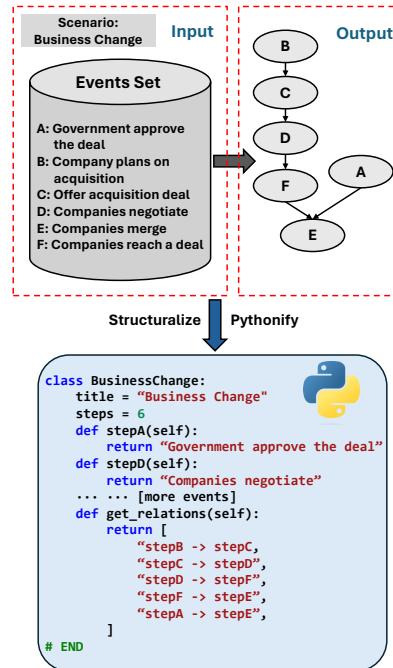 Scenario:
Business Change
Input
Events Set
A: Government approve
the deal
B: Company plans on
acquisition
C: Offer acquisition deal
D: Companies negotiate
E: Companies merge
F: Companies reach a deal
Output
B
C
D
F
A
E
Structuralize
Pythonify
class BusinessChange:
title = “Business Change"
steps = 6
def stepA(self):
return “Government approve the deal”
def stepD(self):
return “Companies negotiate”
... ... [more events]
def get_relations(self):
return [
“stepB -> stepC,
“stepC -> stepD”,
“stepD -> stepF”,
“stepF -> stepE”,
“stepA -> stepE”,
]
# END